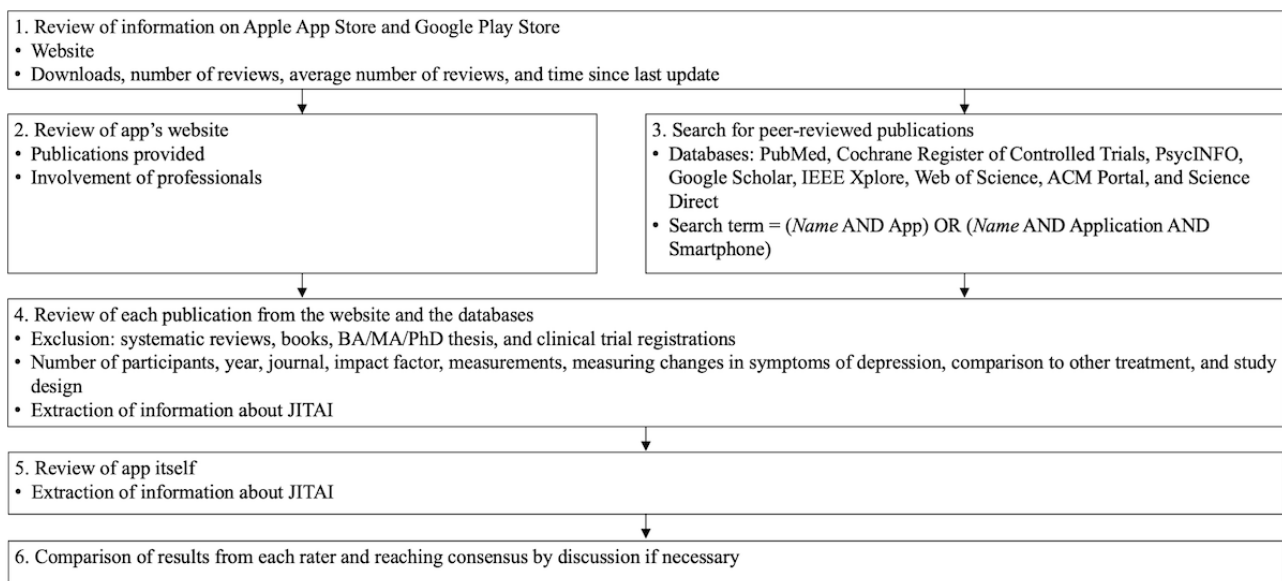 1. Review of information on Apple App Store and Google Play Store
• Website
• Downloads, number of reviews, average number of reviews, and time since last update
2. Review of app's website
• Publications provided
• Involvement of professionals
3. Search for peer-reviewed publications
• Databases: PubMed, Cochrane Register of Controlled Trials, PsycINFO,
Google Scholar, IEEE Xplore, Web of Science, ACM Portal, and Science
Direct
• Search term = (Name AND App) OR (Name AND Application AND
Smartphone)
4. Review of each publication from the website and the databases
• Exclusion: systematic reviews, books, BA/MA/PhD thesis, and clinical trial registrations
• Number of participants, year, journal, impact factor, measurements, measuring changes in symptoms of depression, comparison to other treatment, and study
design
• Extraction of information about JITAI
5. Review of app itself
• Extraction of information about JITAI
6. Comparison of results from each rater and reaching consensus by discussion if necessary